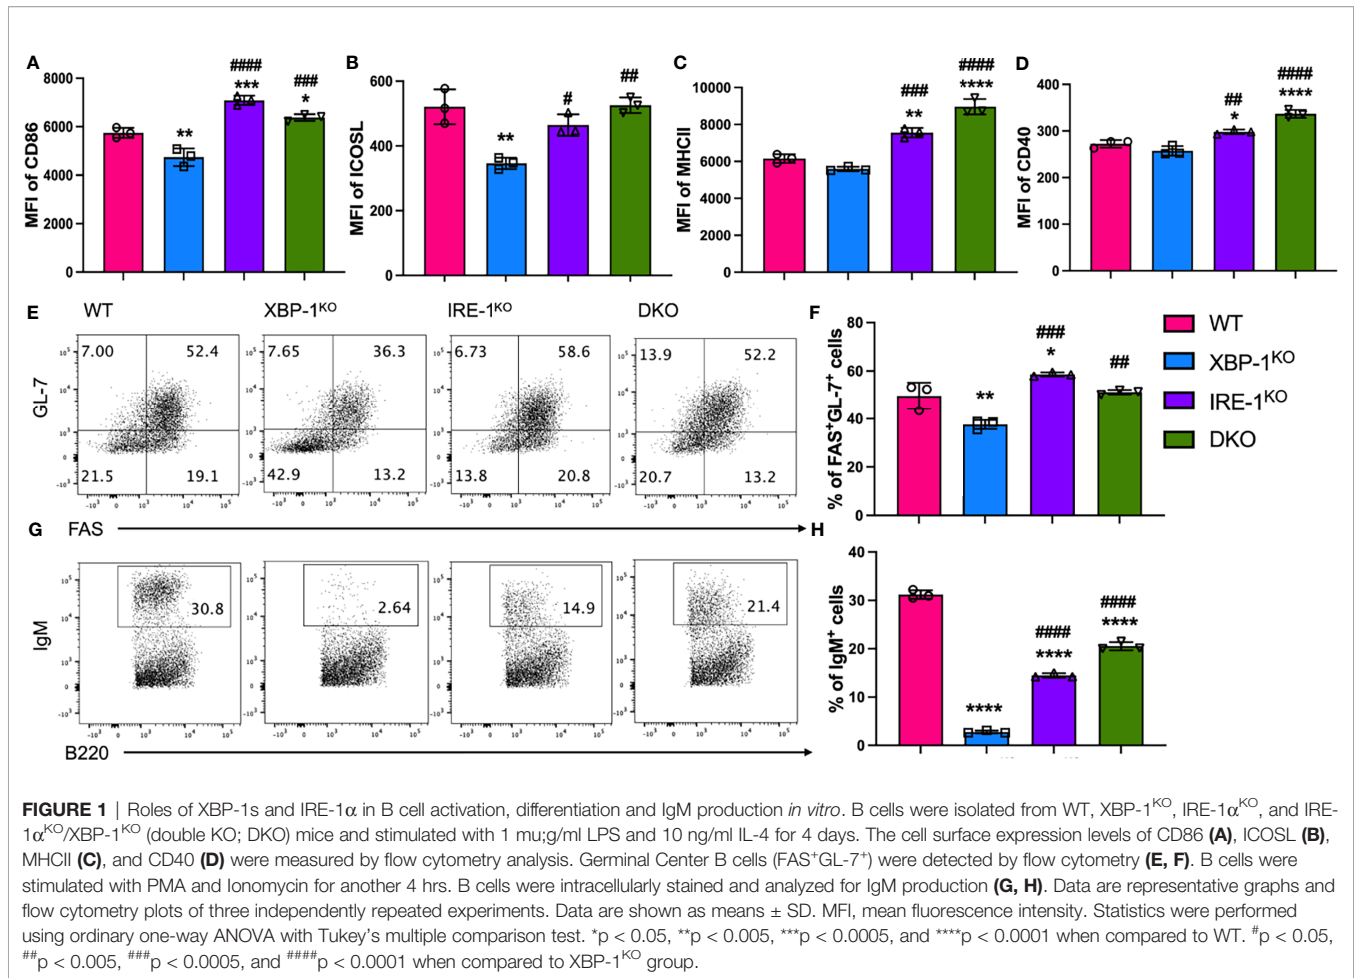 A
MFI of CD86
8000
6000
4000
2000
0
**
####
***
###
*
B
MFI of ICOSL
600
400
200
0
**
#
##
C
MFI of MHCII
10000
8000
6000
4000
2000
0
###
**
####
****
D
MFI of CD40
400
300
200
100
0
##
*
####
****
E
WT
XBP-1KO
IRE-1KO
DKO
GL-7
7.00 52.4
21.5 19.1
7.65 36.3
42.9 13.2
6.73 58.6
13.8 20.8
13.9 52.2
20.7 13.2
FAS
F
% of FAS+GL-7+ cells
80
60
40
20
0
**
###
*
##
WT
XBP-1KO
IRE-1KO
DKO
G
IgM
30.8
2.64
14.9
21.4
B220
H
% of IgM+ cells
40
30
20
10
0
****
####
****
####
****
FIGURE 1 | Roles of XBP-1s and IRE-1α in B cell activation, differentiation and IgM production in vitro. B cells were isolated from WT, XBP-1KO, IRE-1αKO, and IRE-
1αKO/XBP-1KO (double KO; DKO) mice and stimulated with 1 mu;g/ml LPS and 10 ng/ml IL-4 for 4 days. The cell surface expression levels of CD86 (A), ICOSL (B),
MHCII (C), and CD40 (D) were measured by flow cytometry analysis. Germinal Center B cells (FAS+GL-7+) were detected by flow cytometry (E, F). B cells were
stimulated with PMA and Ionomycin for another 4 hrs. B cells were intracellularly stained and analyzed for IgM production (G, H). Data are representative graphs and
flow cytometry plots of three independently repeated experiments. Data are shown as means ± SD. MFI, mean fluorescence intensity. Statistics were performed
using ordinary one-way ANOVA with Tukey's multiple comparison test. *p < 0.05, **p < 0.005, ***p < 0.0005, and ****p < 0.0001 when compared to WT. #p < 0.05,
##p < 0.005, ###p < 0.0005, and ####p < 0.0001 when compared to XBP-1KO group.